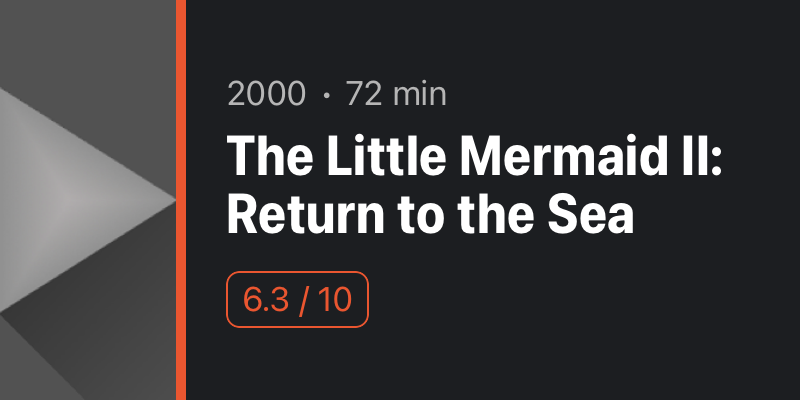 2000 · 72 min
The Little Mermaid II:
Return to the Sea
6.3 / 10